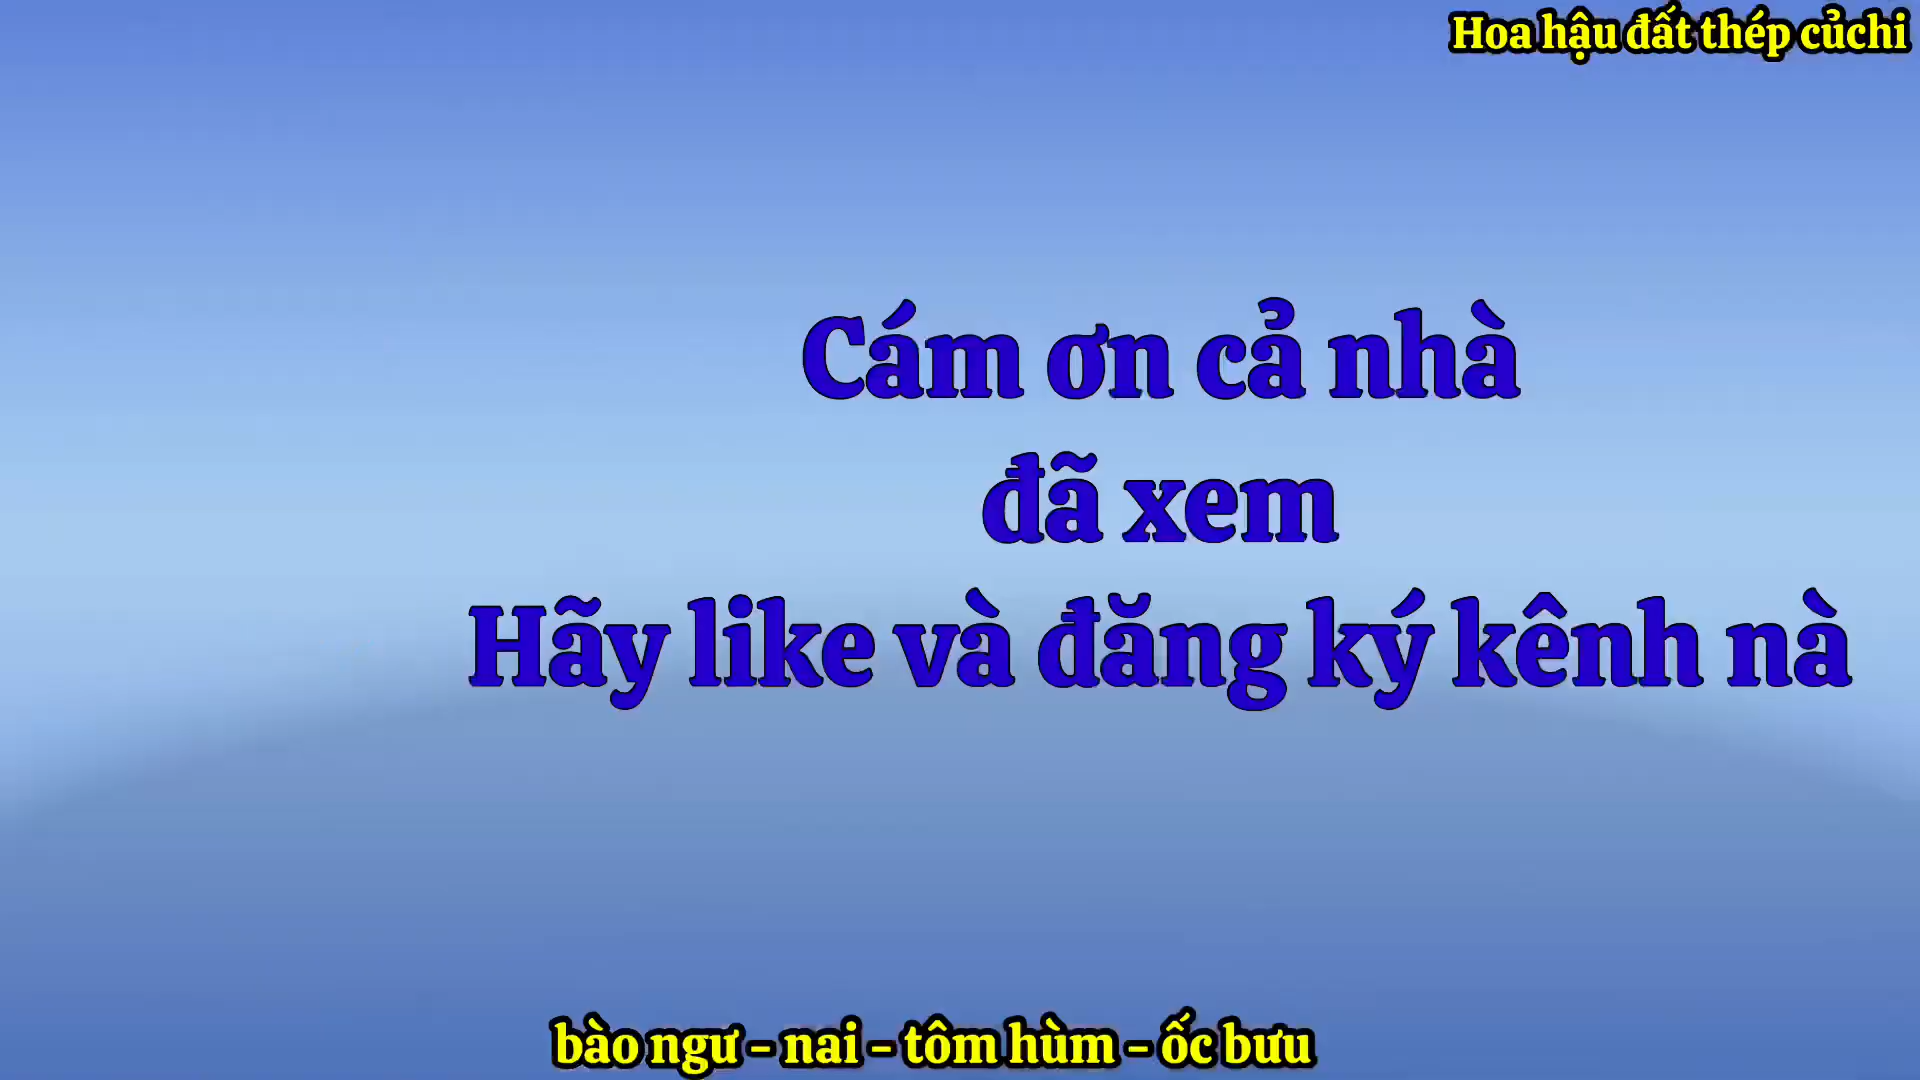 Hoa hậu đất thép củchi
Cám ơn cả nhà
đã xem
Hãy like và đăng ký kênh nà
bào ngư - nai - tôm hùm - ốc bưu